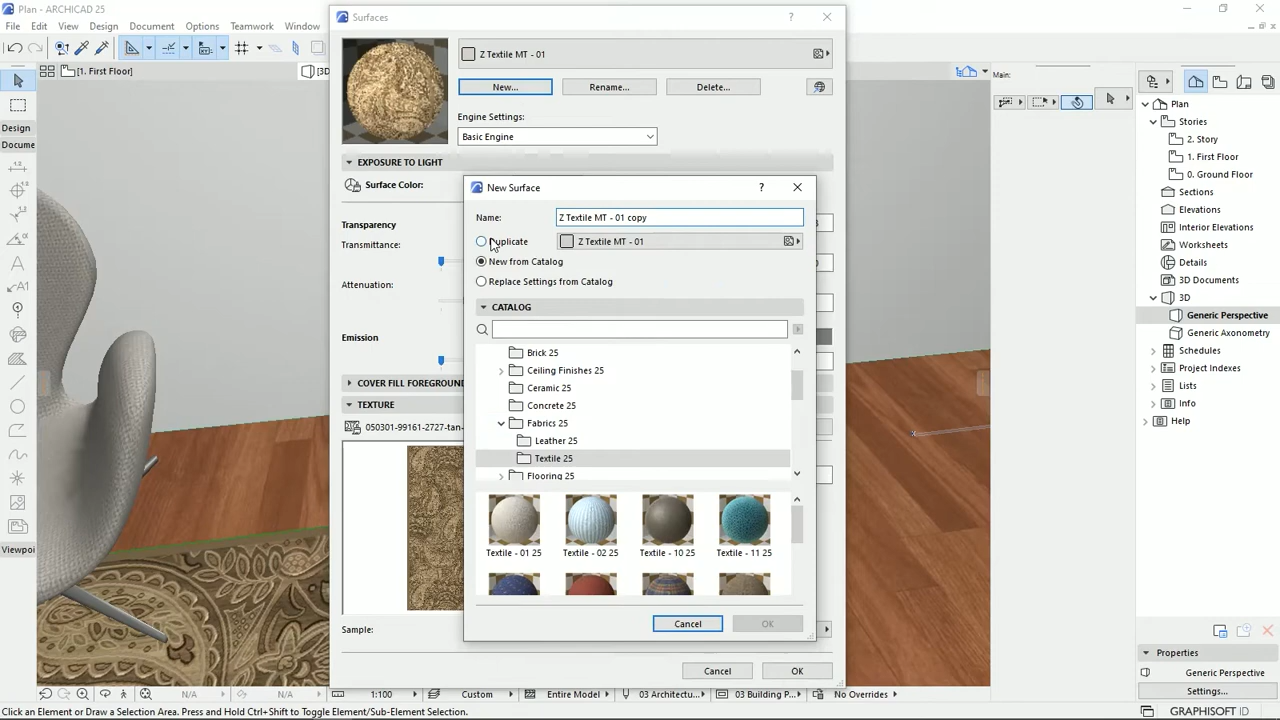 Plan - ARCHICAD 25
File Edit View Design Document Options Teamwork Window
[1. First Floor]
[3D
Design
Docume
Viewpoi
Surfaces
Z Textile MT - 01
New...
Rename...
Delete...
Engine Settings:
Basic Engine
EXPOSURE TO LIGHT
Surface Color:
Transparency
Transmittance:
Attenuation:
Emission
COVER FILL FOREGROUND
TEXTURE
050301-99161-2727-tan-
Sample:
Cancel
OK
New Surface
Name:
Z Textile MT - 01 copy
Duplicate
Z Textile MT - 01
New from Catalog
Replace Settings from Catalog
CATALOG
Brick 25
Ceiling Finishes 25
Ceramic 25
Concrete 25
Fabrics 25
Leather 25
Textile 25
Flooring 25
Textile - 01 25
Textile - 02 25
Textile - 10 25
Textile - 11 25
Cancel
OK
Main:
Plan
Stories
2. Story
1. First Floor
0. Ground Floor
Sections
Elevations
Interior Elevations
Worksheets
Details
3D Documents
3D
Generic Perspective
Generic Axonometry
Schedules
Project Indexes
Lists
Info
Help
Properties
Generic Perspective
Settings...
N/A
N/A
1:100
Custom
Entire Model
03 Architectu...
03 Building P...
No Overrides
Click an Element or Draw a Selection Area. Press and Hold Ctrl+Shift to Toggle Element/Sub-Element Selection.
GRAPHISOFT ID